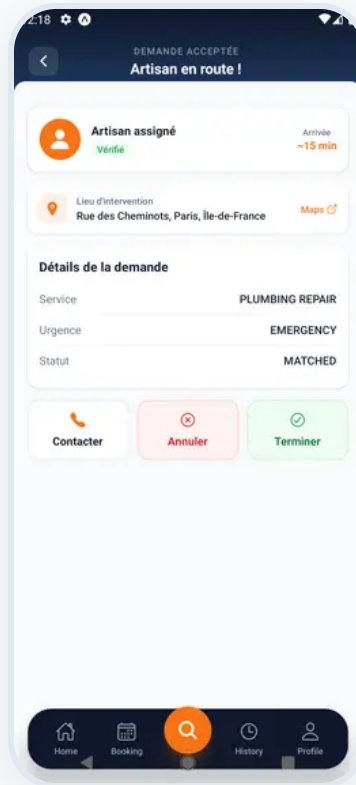 2:18
DEMANDE ACCEPTÉE
Artisan en route !
Artisan assigné
Vérifié
Arrivée
~15 min
Lieu d'intervention
Rue des Cheminots, Paris, Île-de-France
Maps
Détails de la demande
Service PLUMBING REPAIR
Urgence EMERGENCY
Statut MATCHED
Contacter Annuler Terminer
Home Booking History Profile